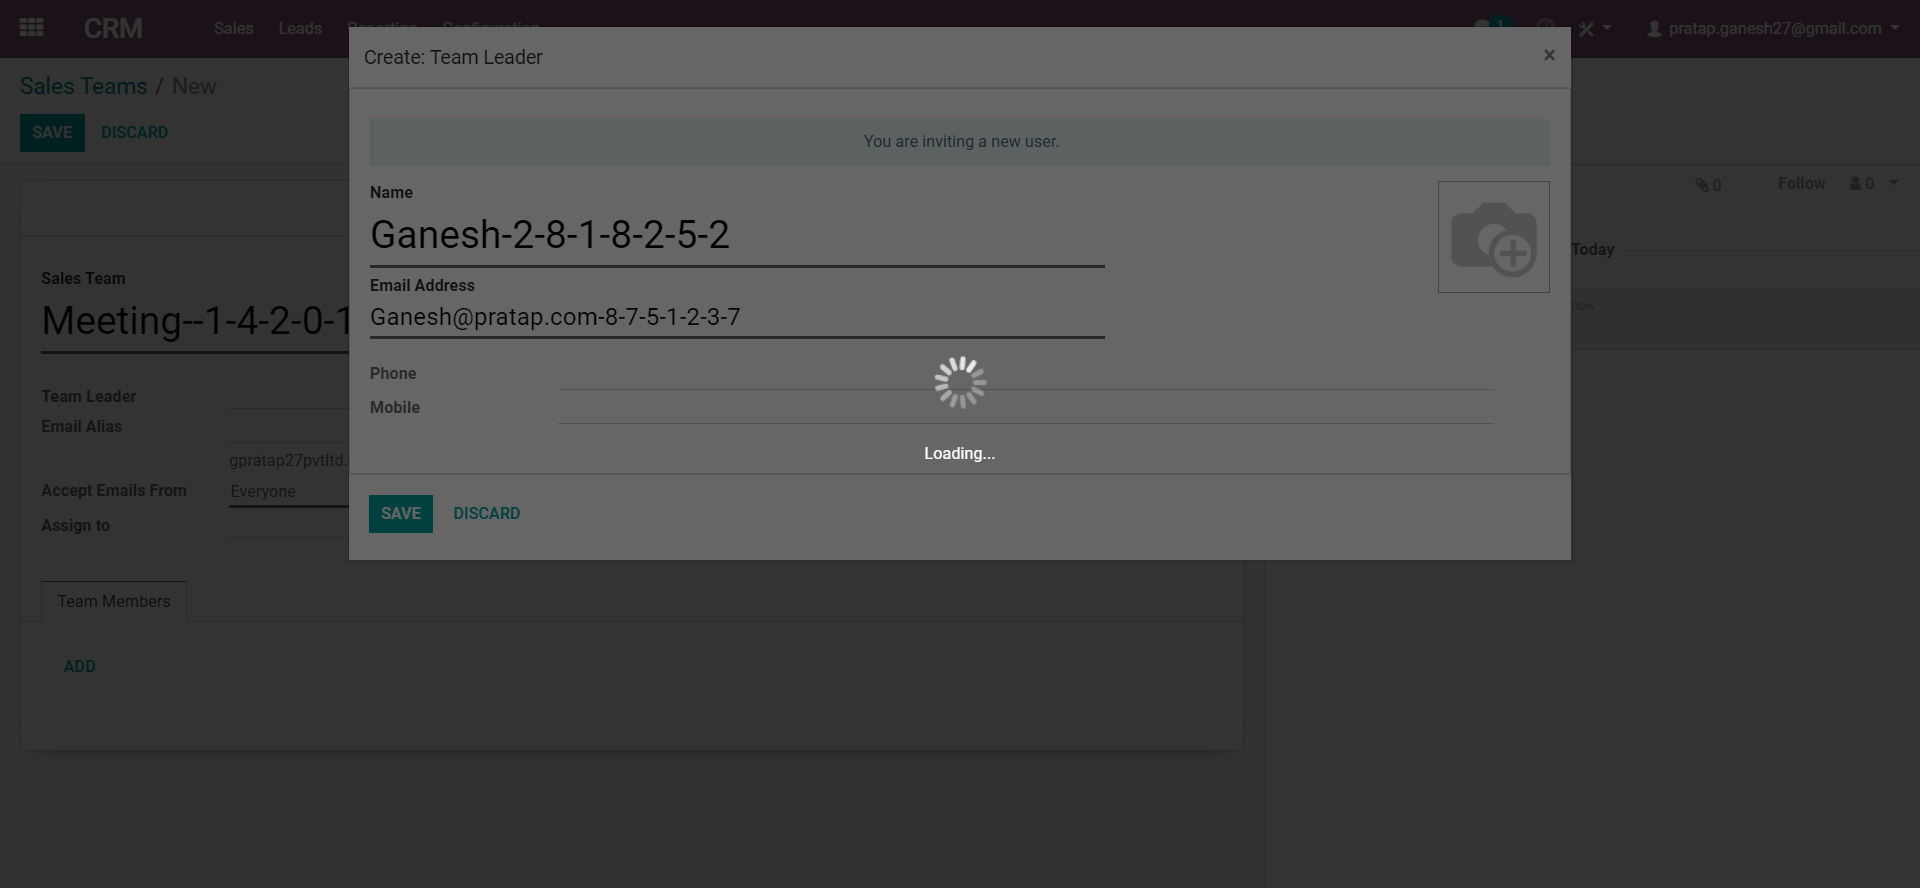 CRM
Sales
Leads
Reporting
Configuration
1
pratap.ganesh27@gmail.com
Sales Teams / New
SAVE
DISCARD
Create: Team Leader
×
You are inviting a new user.
Name
Ganesh-2-8-1-8-2-5-2
Email Address
Ganesh@pratap.com-8-7-5-1-2-3-7
Phone
Mobile
Loading...
SAVE
DISCARD
0
Follow
0
Today
now
Sales Team
Meeting--1-4-2-0-1
Team Leader
Email Alias
gpratap27pvtltd.
Accept Emails From
Everyone
Assign to
Team Members
ADD